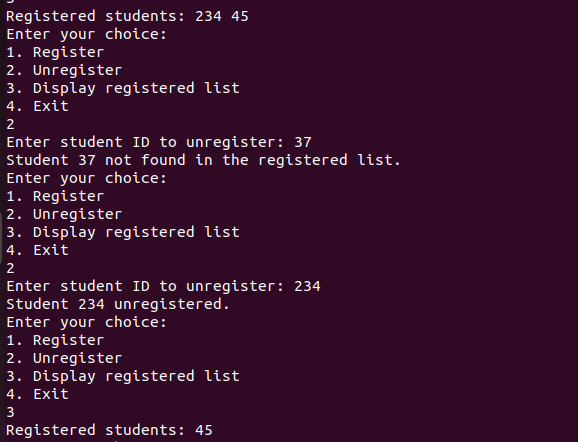 Registered students: 234 45
Enter your choice:
1. Register
2. Unregister
3. Display registered list
4. Exit
2
Enter student ID to unregister: 37
Student 37 not found in the registered list.
Enter your choice:
1. Register
2. Unregister
3. Display registered list
4. Exit
2
Enter student ID to unregister: 234
Student 234 unregistered.
Enter your choice:
1. Register
2. Unregister
3. Display registered list
4. Exit
3
Registered students: 45